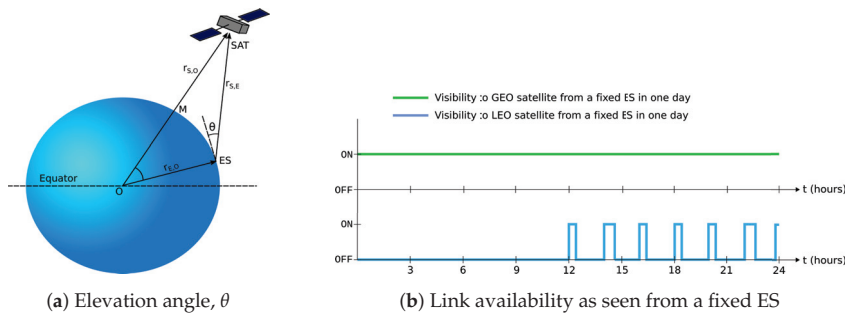 SAT
r_S,O
r_S,E
M
θ
ES
r_E,O
Equator
O
(a) Elevation angle, θ
Visibility :o GEO satellite from a fixed ES in one day
Visibility :o LEO satellite from a fixed ES in one day
ON
OFF
t (hours)
ON
OFF
t (hours)
3 6 9 12 15 18 21 24
(b) Link availability as seen from a fixed ES